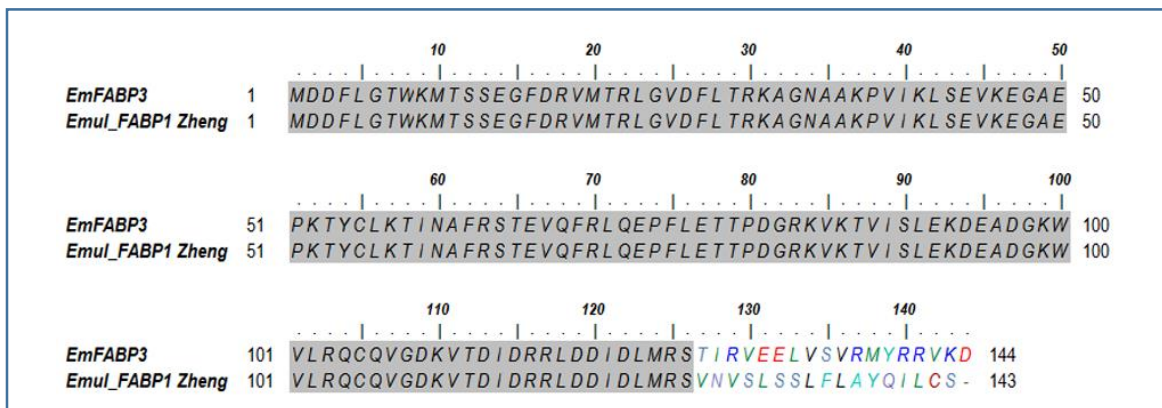 10 20 30 40 50
. . . . | . . . . | . . . . | . . . . | . . . . | . . . . | . . . . | . . . . | . . . . | . . . . |
EmFABP3 1 MDDFLGTWKMTSSEGFDRVMTRLGVDFLTRKAGNAAKPVIKLSEVKEGAE 50
Emul_FABP1 Zheng 1 MDDFLGTWKMTSSEGFDRVMTRLGVDFLTRKAGNAAKPVIKLSEVKEGAE 50
60 70 80 90 100
. . . . | . . . . | . . . . | . . . . | . . . . | . . . . | . . . . | . . . . | . . . . | . . . . |
EmFABP3 51 PKTYCLKTINAFRSTEVQFRLQEPFLETTPDGRKVKTVISLEKDEADGKW 100
Emul_FABP1 Zheng 51 PKTYCLKTINAFRSTEVQFRLQEPFLETTPDGRKVKTVISLEKDEADGKW 100
110 120 130 140
. . . . | . . . . | . . . . | . . . . | . . . . | . . . . | . . . . | . . . . | . . . .
EmFABP3 101 VLRQCQVGDKVTDIDRRLDDIDLMRSTIRVEELVSVRMYRRVKD 144
Emul_FABP1 Zheng 101 VLRQCQVGDKVTDIDRRLDDIDLMRSVNVSLSSLFLAYQILCS- 143